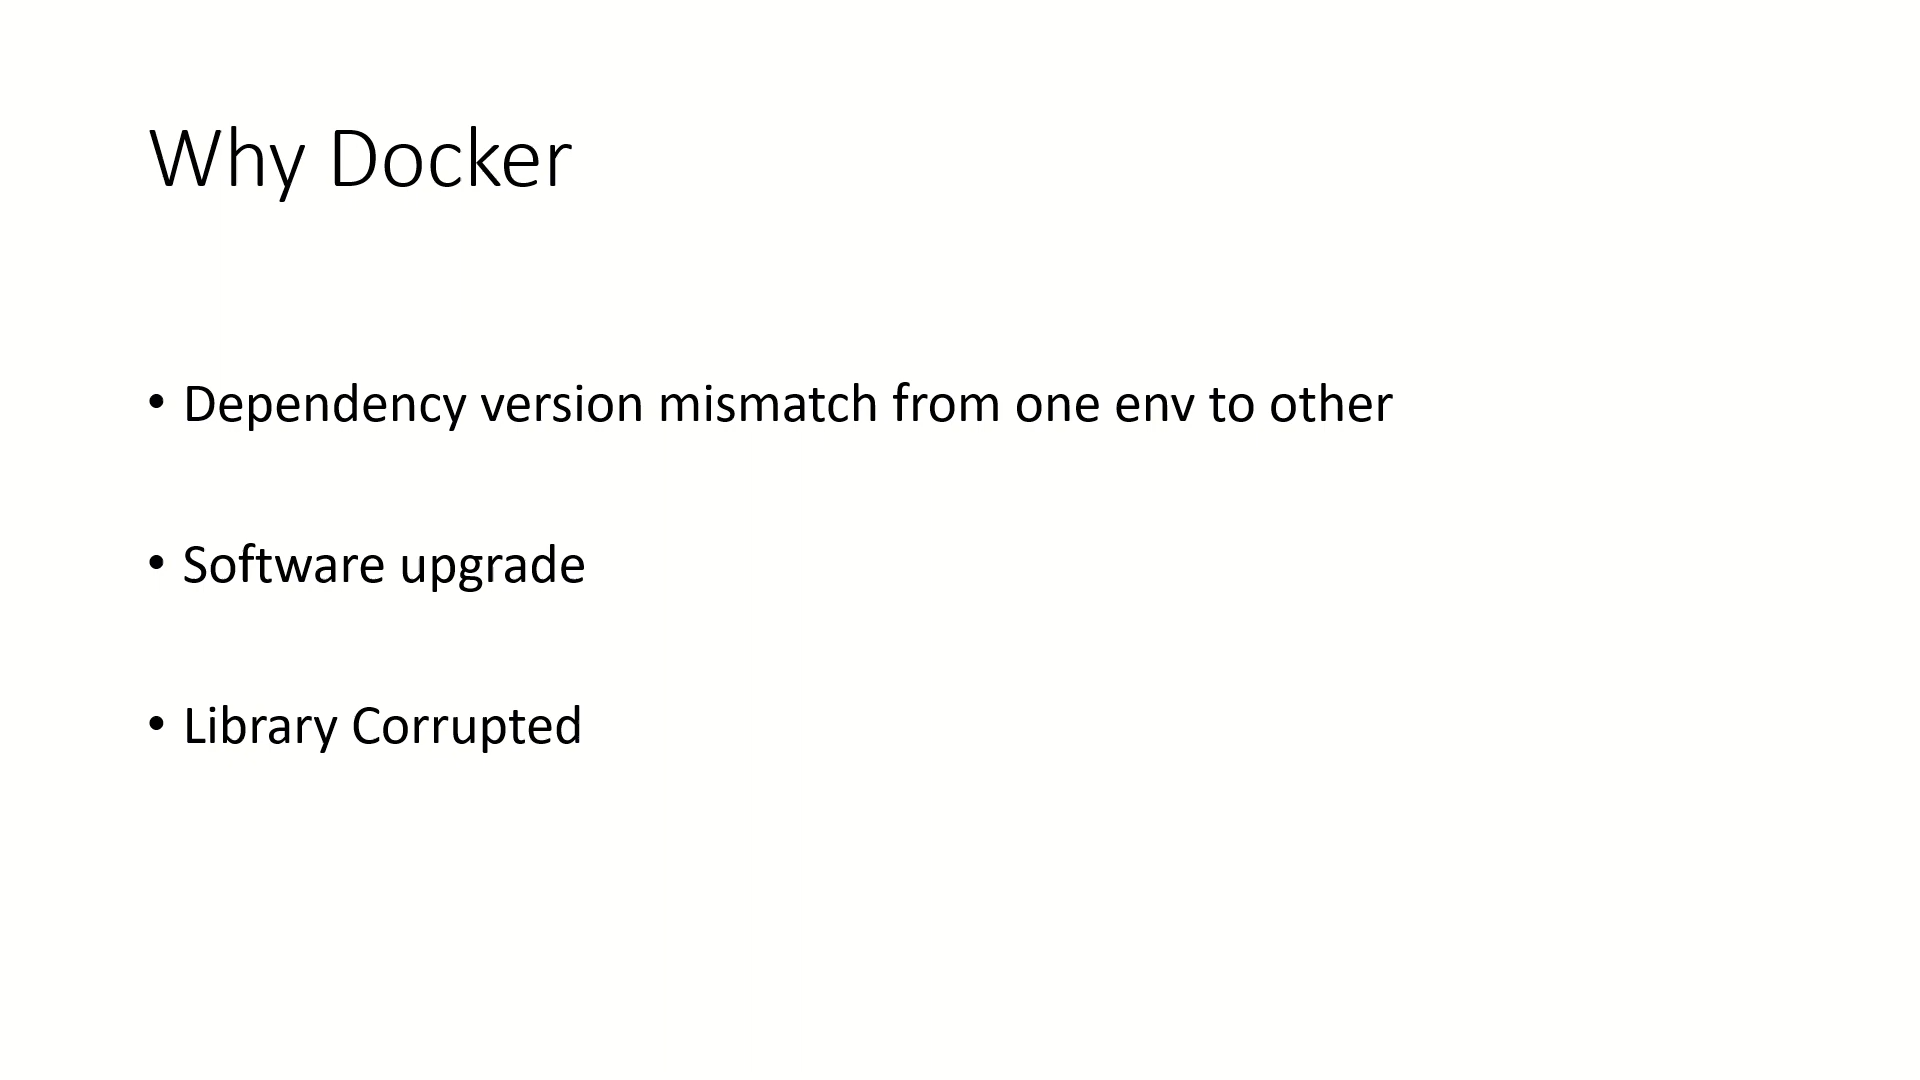 Why Docker
• Dependency version mismatch from one env to other
• Software upgrade
• Library Corrupted